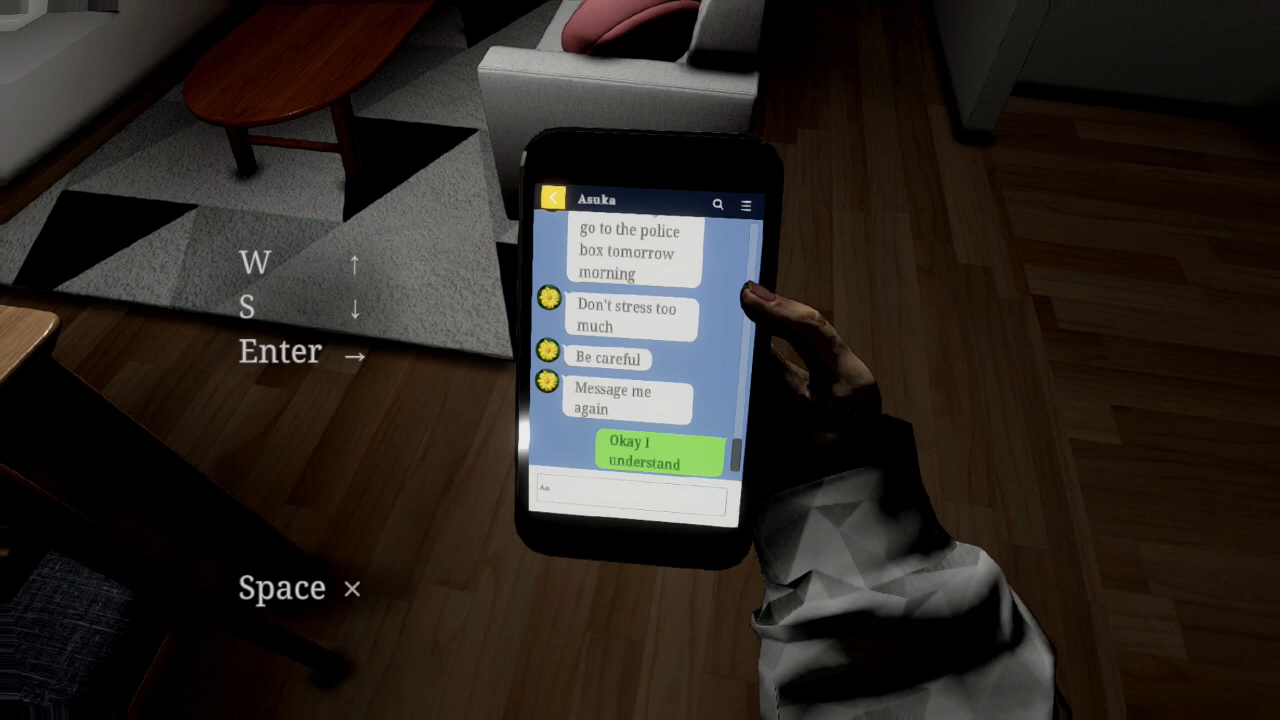 Asuka
go to the police
box tomorrow
morning
Don't stress too
much
Be careful
Message me
again
Okay I
understand
Aa
W ↑
S ↓
Enter →
Space ×